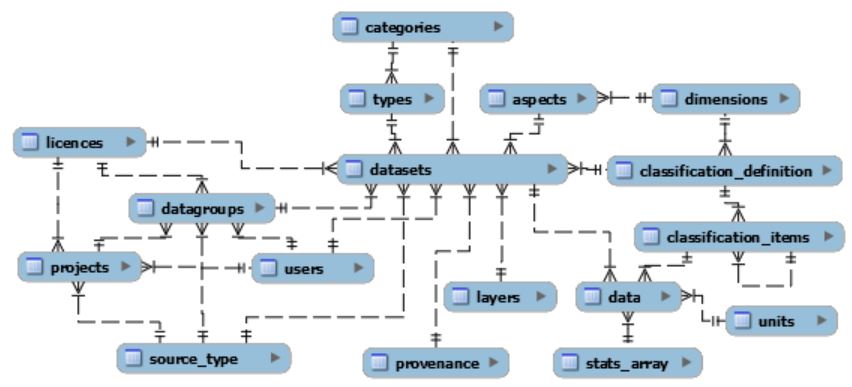 categories
types
aspects
dimensions
licences
datasets
classification_definition
datagroups
classification_items
projects
users
layers
data
units
source_type
provenance
stats_array